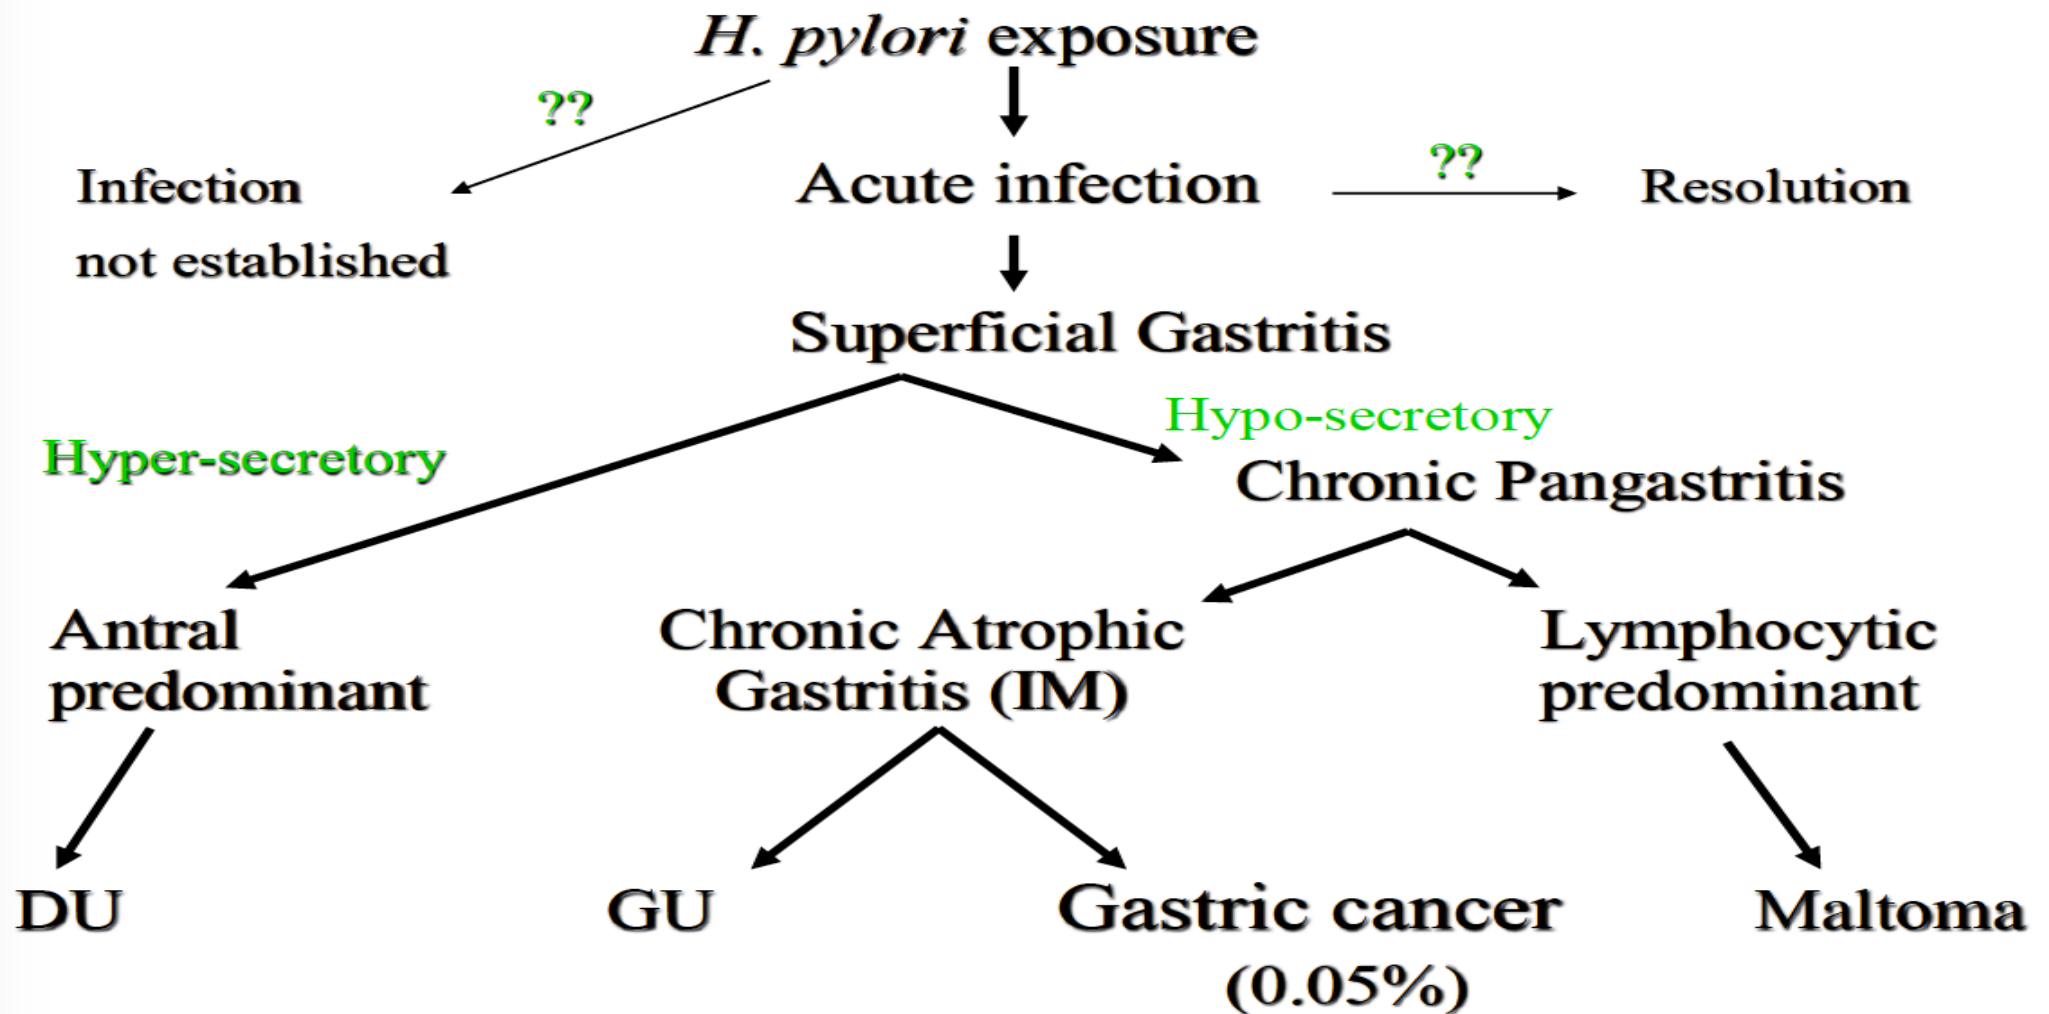 H. pylori exposure
??
Infection
not established
Acute infection
??
Resolution
Superficial Gastritis
Hyper-secretory
Hypo-secretory
Chronic Pangastritis
Antral
predominant
Chronic Atrophic
Gastritis (IM)
Lymphocytic
predominant
DU
GU
Gastric cancer
(0.05%)
Maltoma